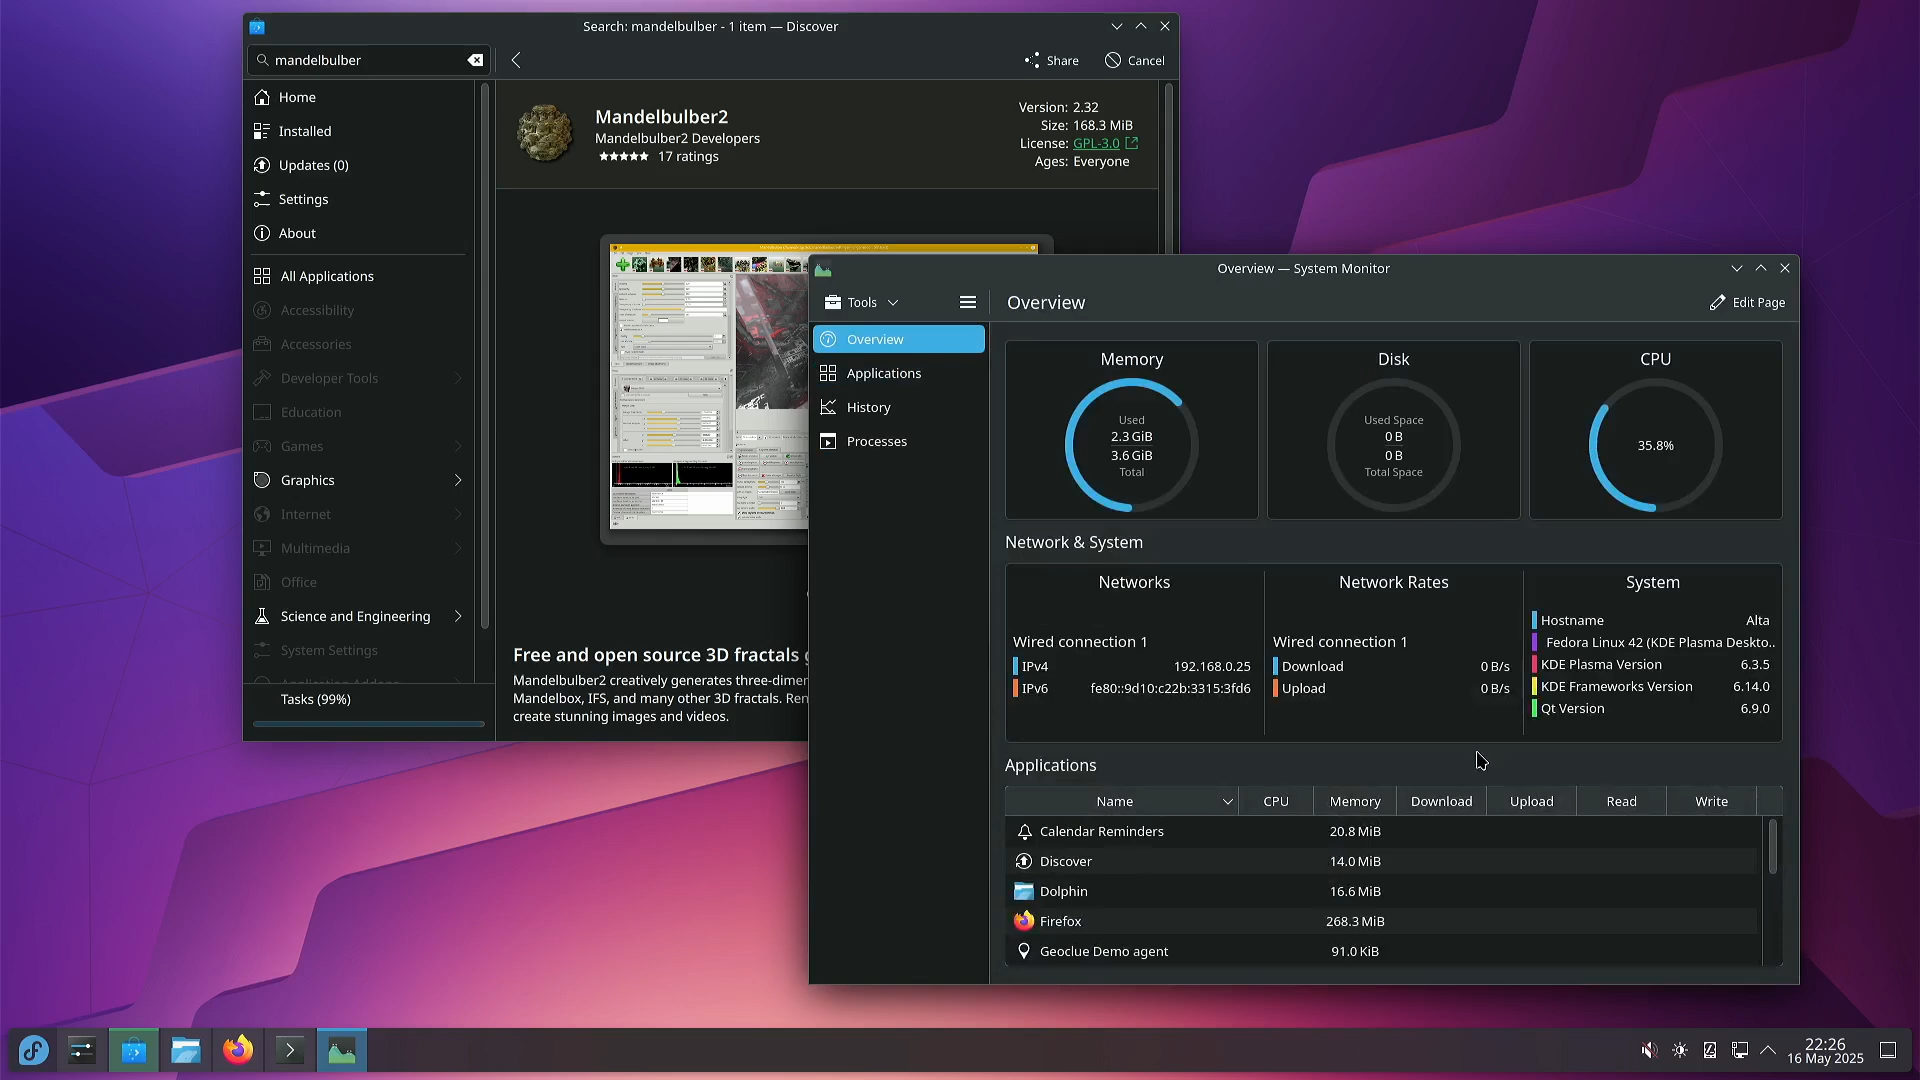 Search: mandelbulber - 1 item — Discover
mandelbulber
Share
Cancel
Home
Installed
Updates (0)
Settings
About
All Applications
Accessibility
Accessories
Developer Tools
Education
Games
Graphics
Internet
Multimedia
Office
Science and Engineering
System Settings
Tasks (99%)
Mandelbulber2
Mandelbulber2 Developers
17 ratings
Version: 2.32
Size: 168.3 MiB
License: GPL-3.0
Ages: Everyone
Free and open source 3D fractals
Mandelbulber2 creatively generates
Mandelbox, IFS, and many other 3D fractals.
create stunning images and videos.
Overview — System Monitor
Tools
Overview
Edit Page
Overview
Applications
History
Processes
Memory
Used
2.3 GiB
3.6 GiB
Total
Disk
Used Space
0 B
0 B
Total Space
CPU
35.8%
Network & System
Networks
Wired connection 1
IPv4 192.168.0.25
IPv6 fe80::9d10:c22b:3315:3fd6
Network Rates
Wired connection 1
Download 0 B/s
Upload 0 B/s
System
Hostname Alta
Fedora Linux 42 (KDE Plasma Deskto..
KDE Plasma Version 6.3.5
KDE Frameworks Version 6.14.0
Qt Version 6.9.0
Applications
Name CPU Memory Download Upload Read Write
Calendar Reminders 20.8 MiB
Discover 14.0 MiB
Dolphin 16.6 MiB
Firefox 268.3 MiB
Geoclue Demo agent 91.0 KiB
22:26
16 May 2025